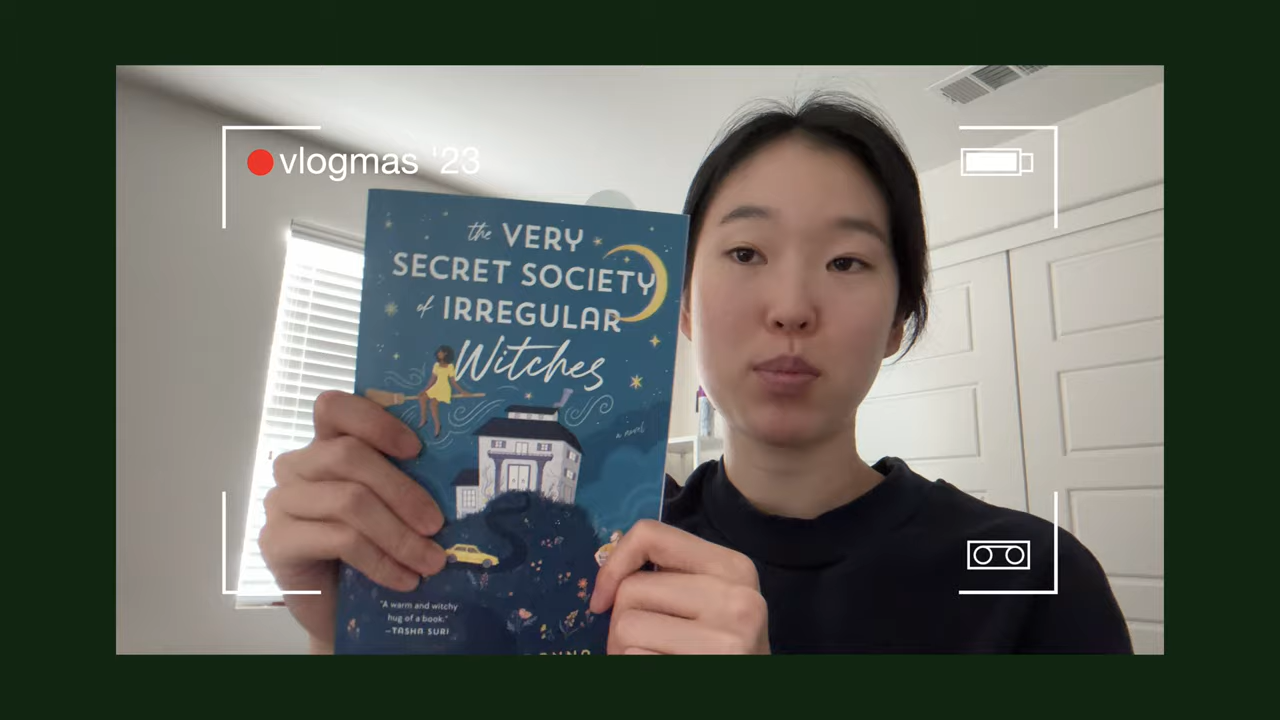 vlogmas '23
the VERY
SECRET SOCIETY
of IRREGULAR
Witches
a novel
"A warm and witchy
hug of a book."
—TASHA SURI